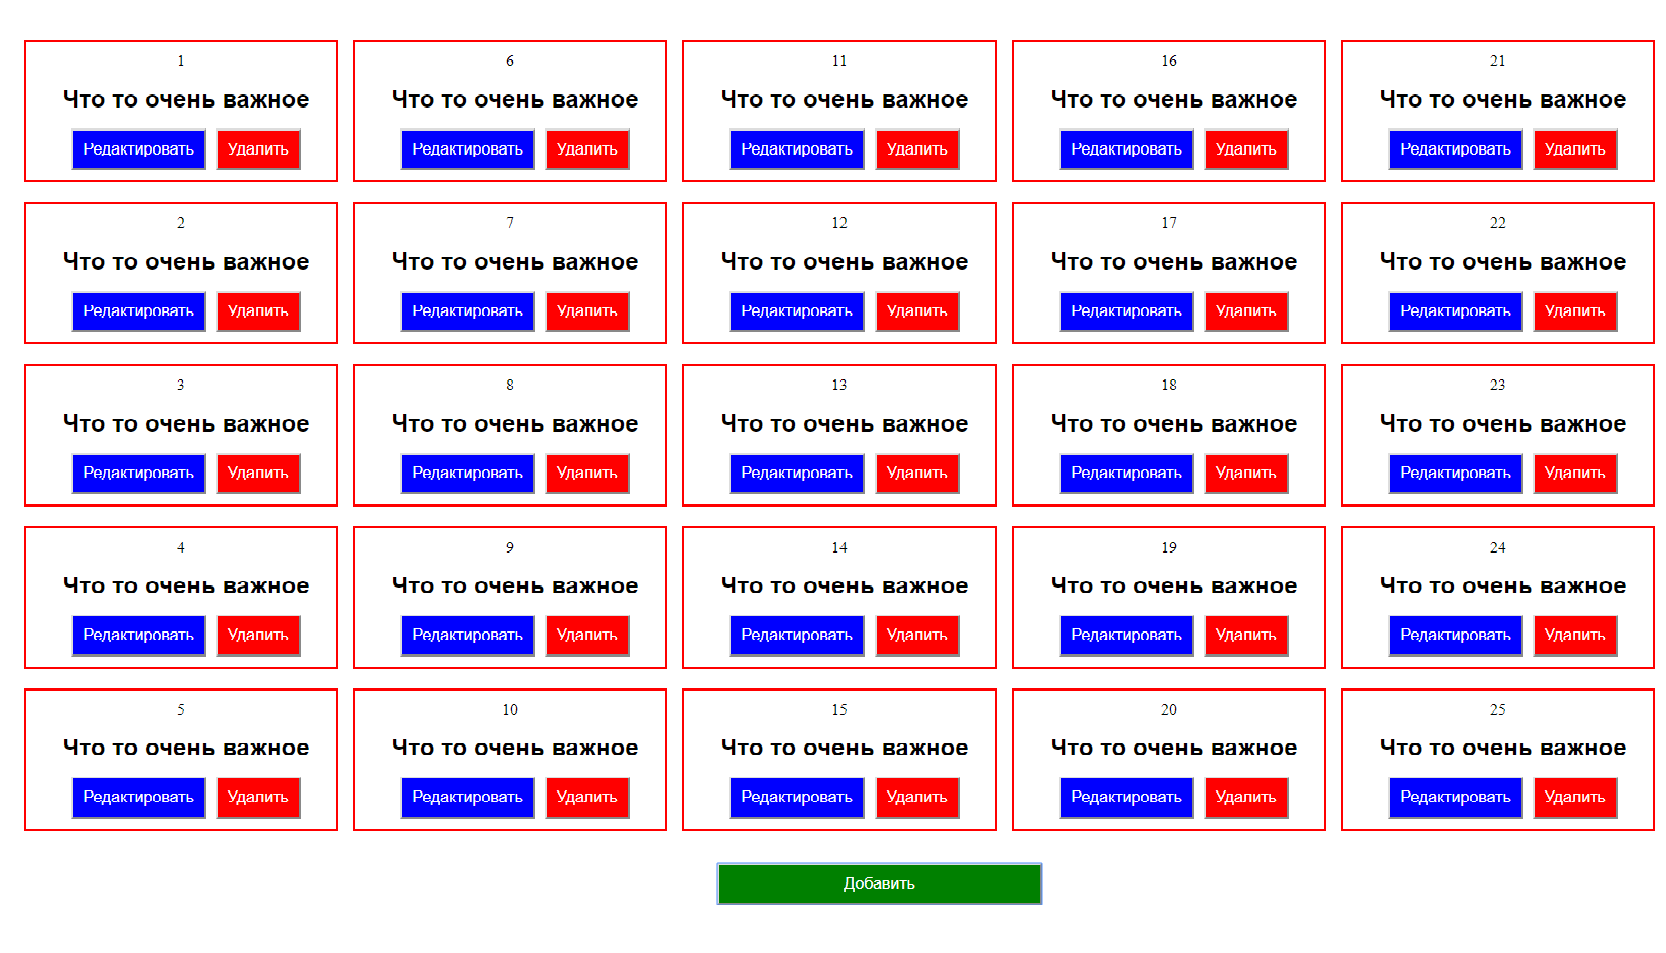 1
Что то очень важное
Редактировать Удалить
2
Что то очень важное
Редактировать Удалить
3
Что то очень важное
Редактировать Удалить
4
Что то очень важное
Редактировать Удалить
5
Что то очень важное
Редактировать Удалить
6
Что то очень важное
Редактировать Удалить
7
Что то очень важное
Редактировать Удалить
8
Что то очень важное
Редактировать Удалить
9
Что то очень важное
Редактировать Удалить
10
Что то очень важное
Редактировать Удалить
11
Что то очень важное
Редактировать Удалить
12
Что то очень важное
Редактировать Удалить
13
Что то очень важное
Редактировать Удалить
14
Что то очень важное
Редактировать Удалить
15
Что то очень важное
Редактировать Удалить
16
Что то очень важное
Редактировать Удалить
17
Что то очень важное
Редактировать Удалить
18
Что то очень важное
Редактировать Удалить
19
Что то очень важное
Редактировать Удалить
20
Что то очень важное
Редактировать Удалить
21
Что то очень важное
Редактировать Удалить
22
Что то очень важное
Редактировать Удалить
23
Что то очень важное
Редактировать Удалить
24
Что то очень важное
Редактировать Удалить
25
Что то очень важное
Редактировать Удалить
Добавить